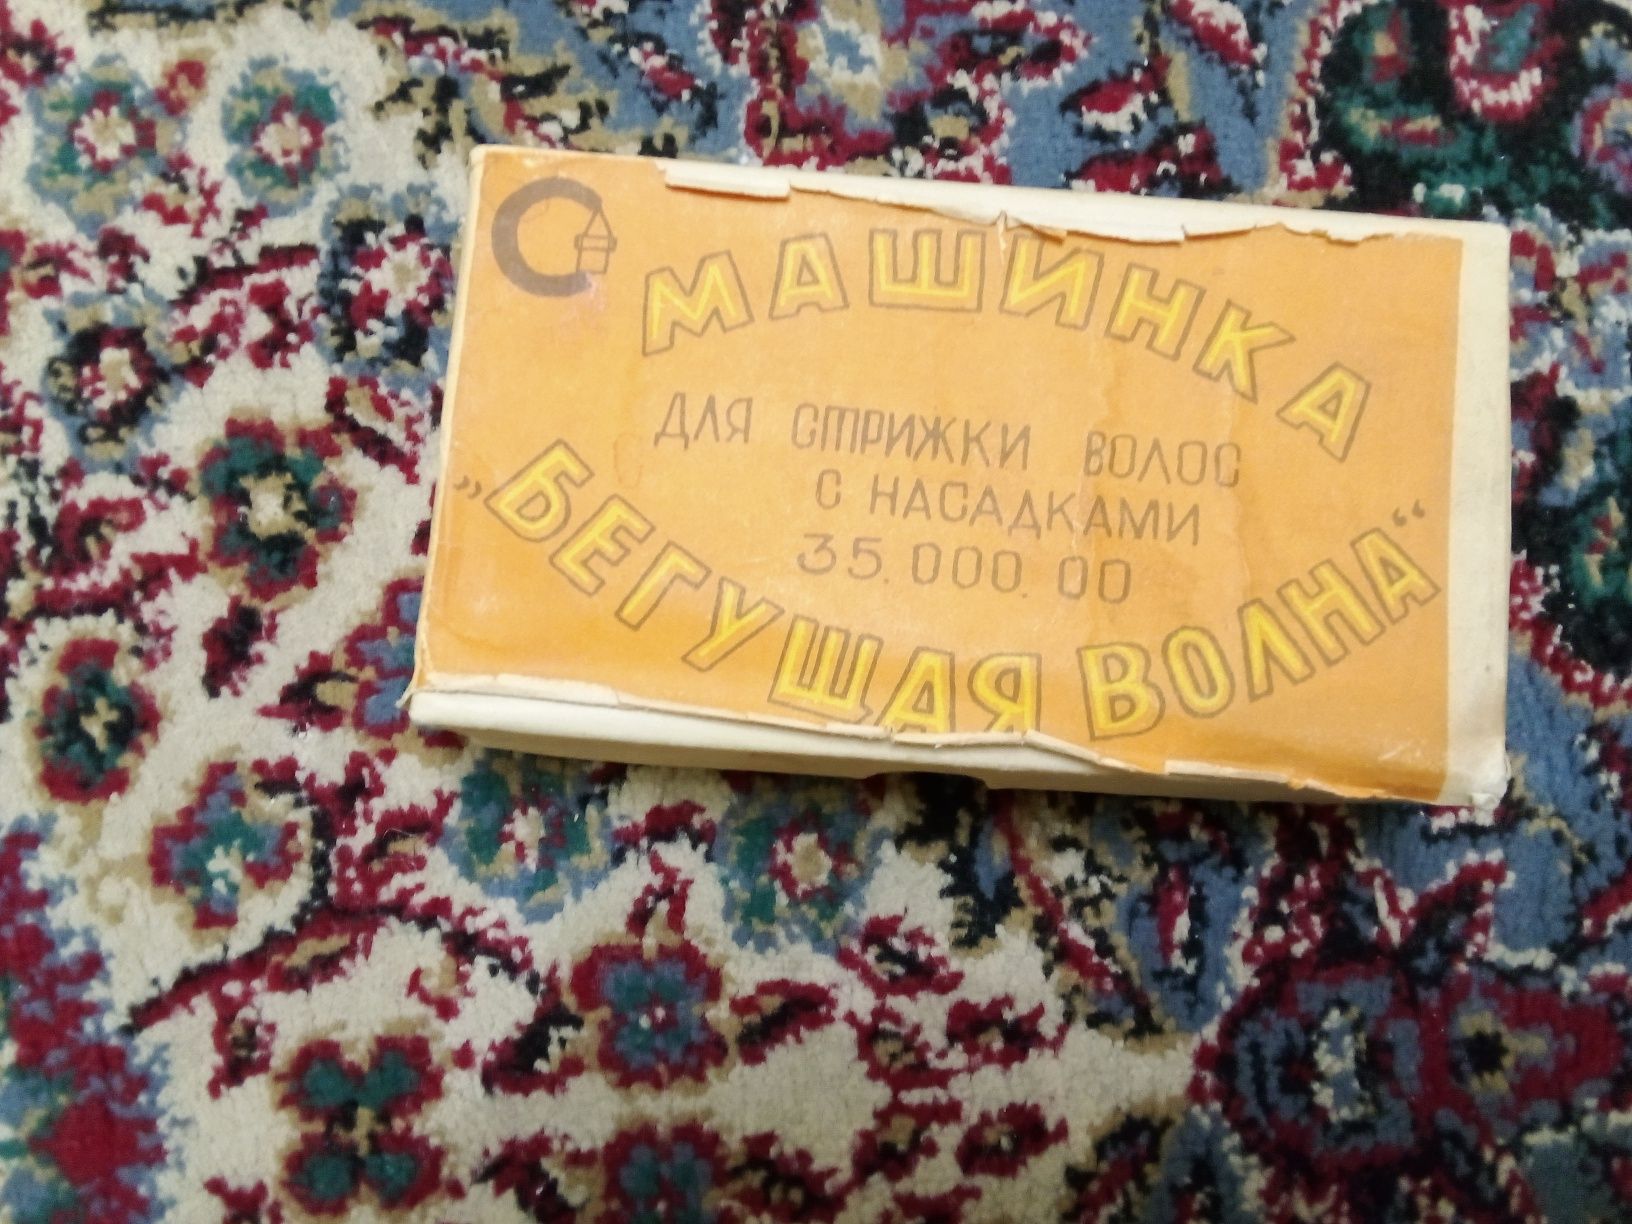 МАШИНКА
ДЛЯ СТРИЖКИ ВОЛОС
С НАСАДКАМИ
35.000.00
„БЕГУЩАЯ ВОЛНА“